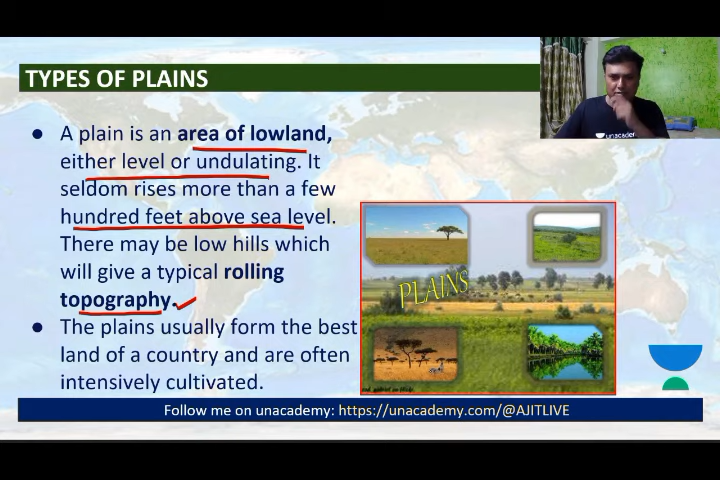 TYPES OF PLAINS
unacademy
● A plain is an area of lowland,
either level or undulating. It
seldom rises more than a few
hundred feet above sea level.
There may be low hills which
will give a typical rolling
topography.
● The plains usually form the best
land of a country and are often
intensively cultivated.
PLAINS
Follow me on unacademy: https://unacademy.com/@AJITLIVE